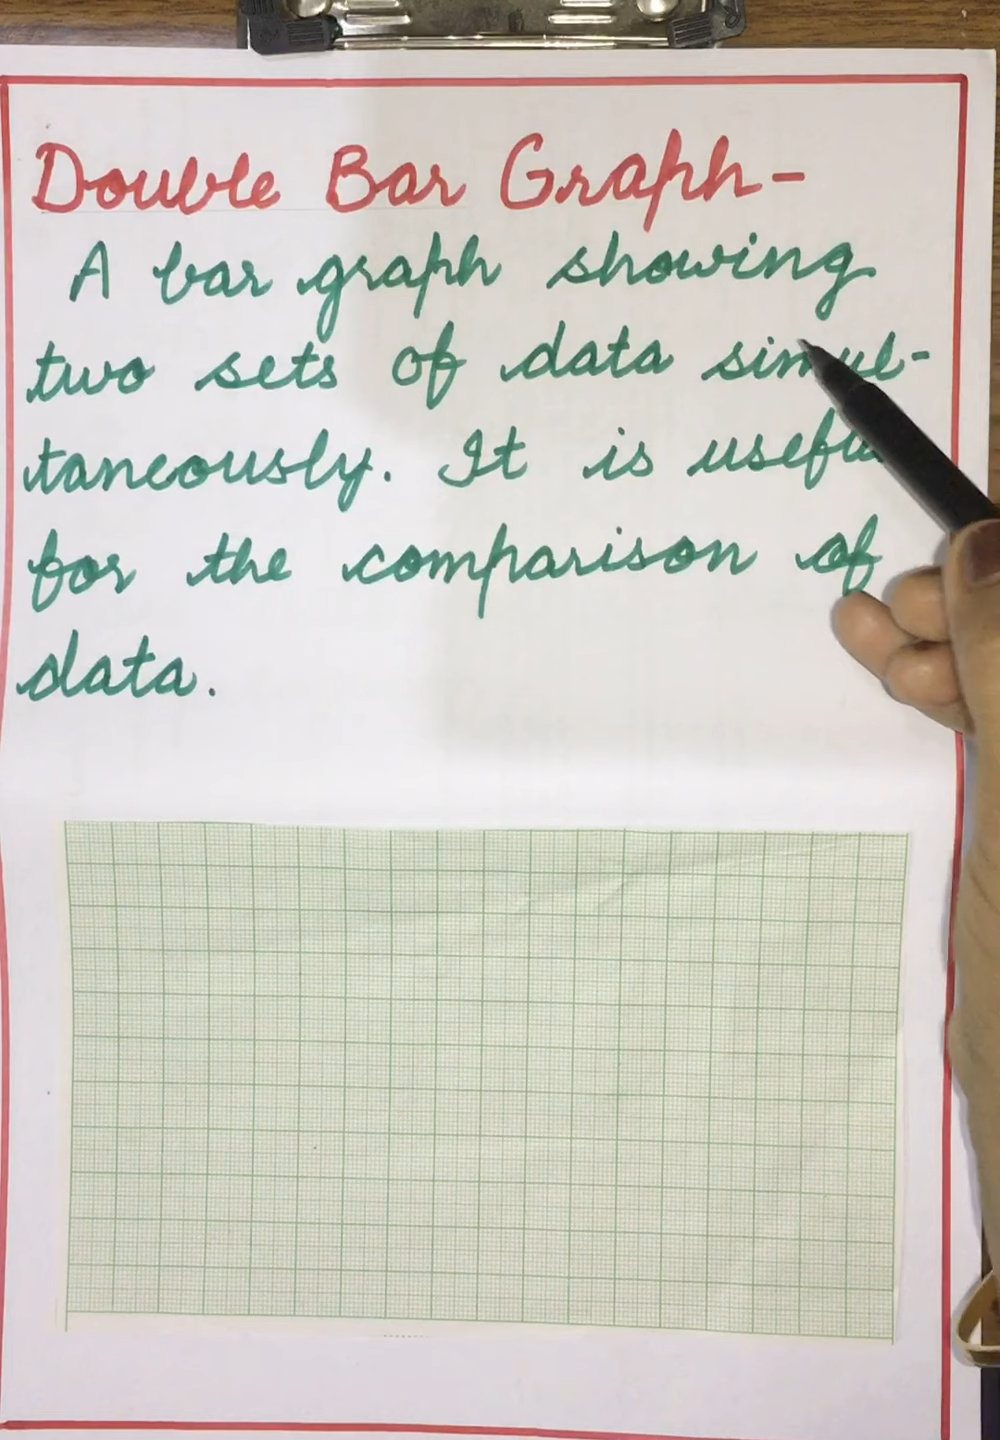 Double Bar Graph-
A bar graph showing
two sets of data simul-
taneously. It is useful
for the comparison of
data.